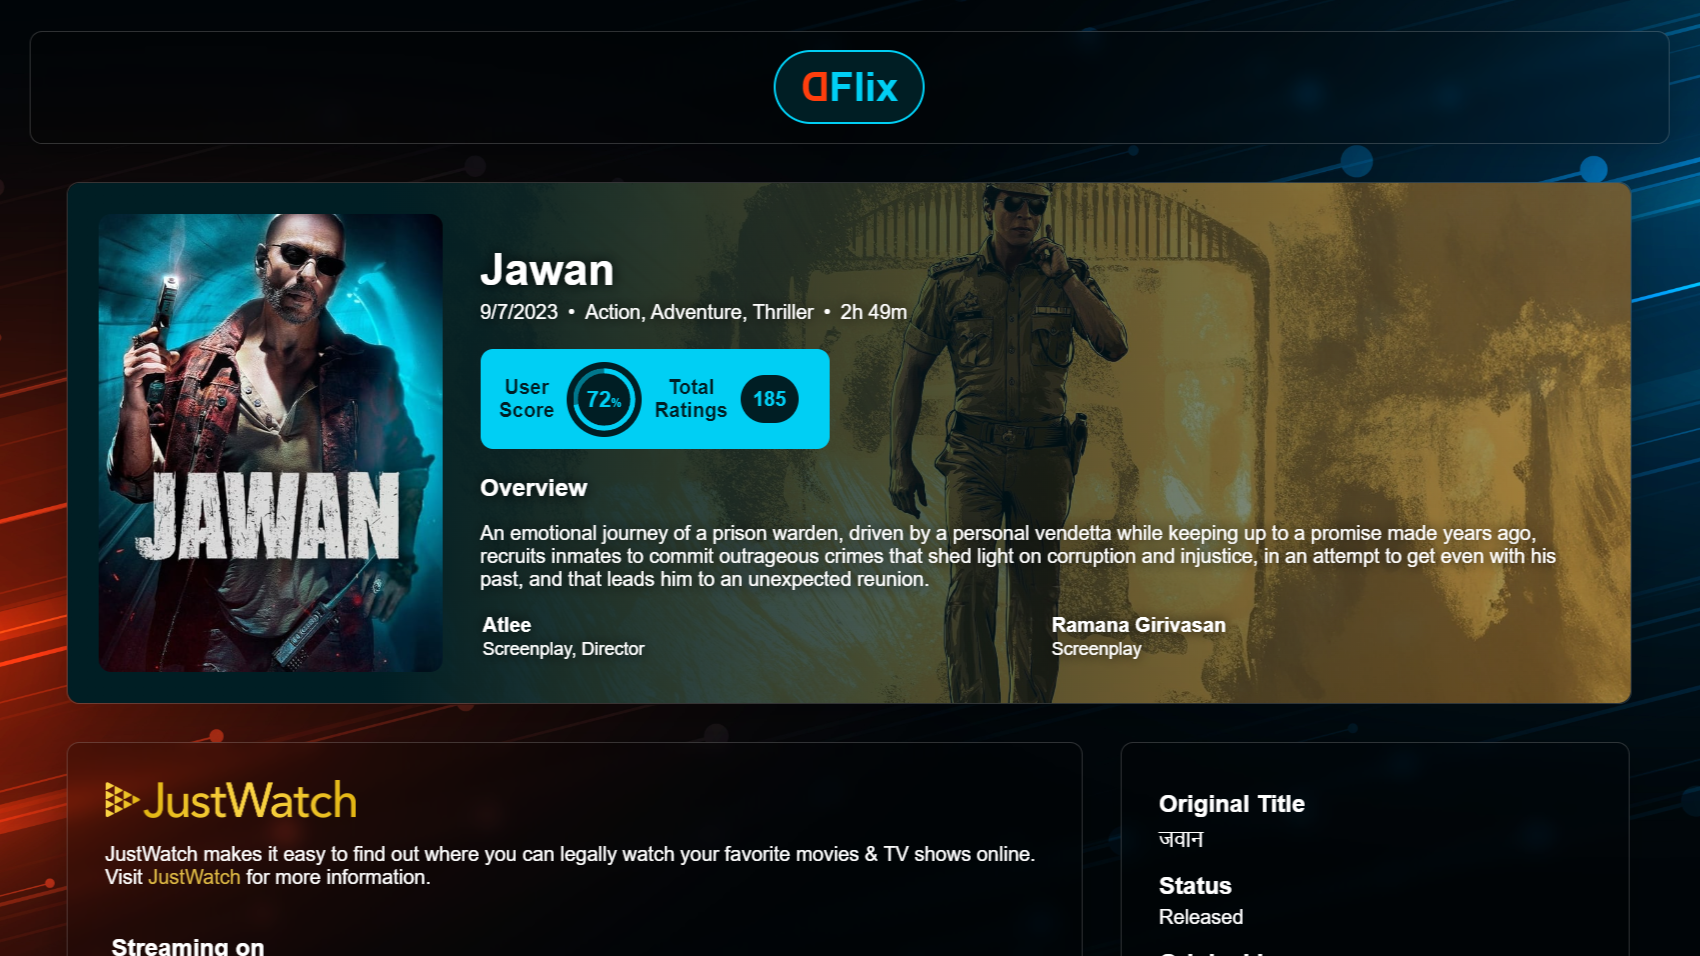 DFlix
JAWAN
Jawan
9/7/2023 • Action, Adventure, Thriller • 2h 49m
User
Score
72%
Total
Ratings
185
Overview
An emotional journey of a prison warden, driven by a personal vendetta while keeping up to a promise made years ago,
recruits inmates to commit outrageous crimes that shed light on corruption and injustice, in an attempt to get even with his
past, and that leads him to an unexpected reunion.
Atlee
Screenplay, Director
Ramana Girivasan
Screenplay
JustWatch
JustWatch makes it easy to find out where you can legally watch your favorite movies & TV shows online.
Visit JustWatch for more information.
Streaming on
Original Title
जवान
Status
Released